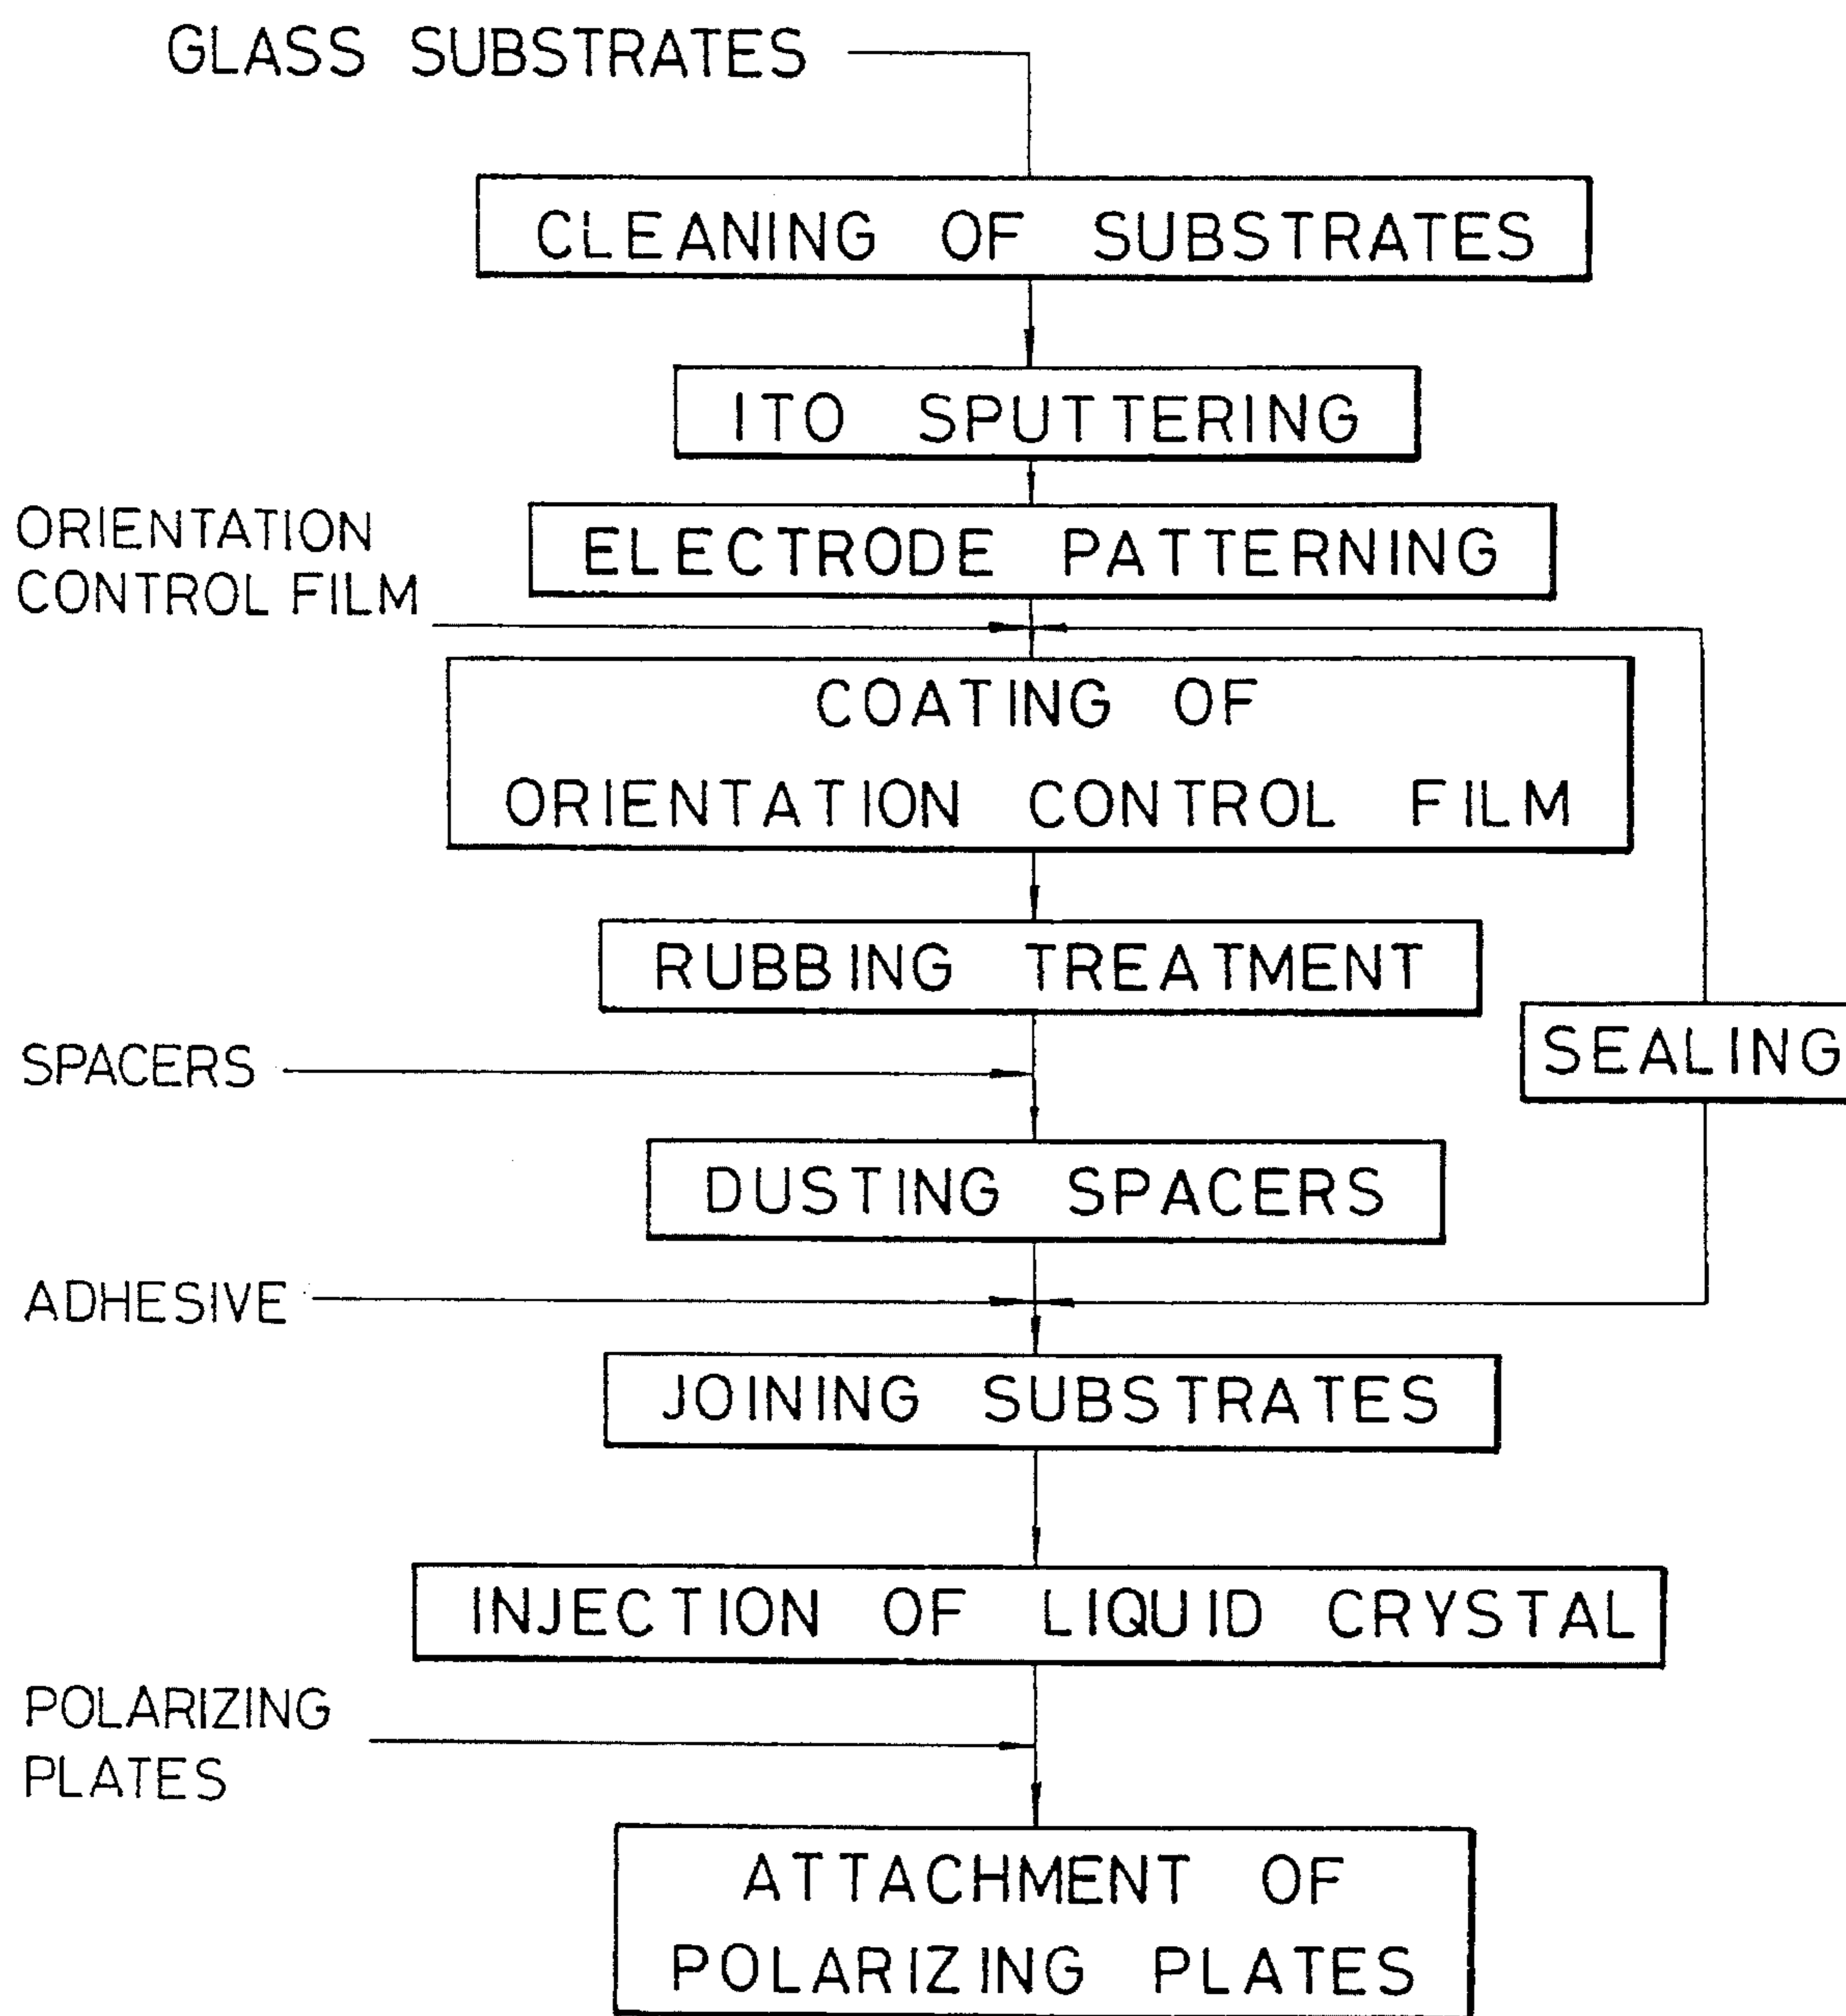 GLASS SUBSTRATES
CLEANING OF SUBSTRATES
ITO SPUTTERING
ORIENTATION
CONTROL FILM
ELECTRODE PATTERNING
COATING OF
ORIENTATION CONTROL FILM
RUBBING TREATMENT
SPACERS
SEALING
DUSTING SPACERS
ADHESIVE
JOINING SUBSTRATES
INJECTION OF LIQUID CRYSTAL
POLARIZING
PLATES
ATTACHMENT OF
POLARIZING PLATES